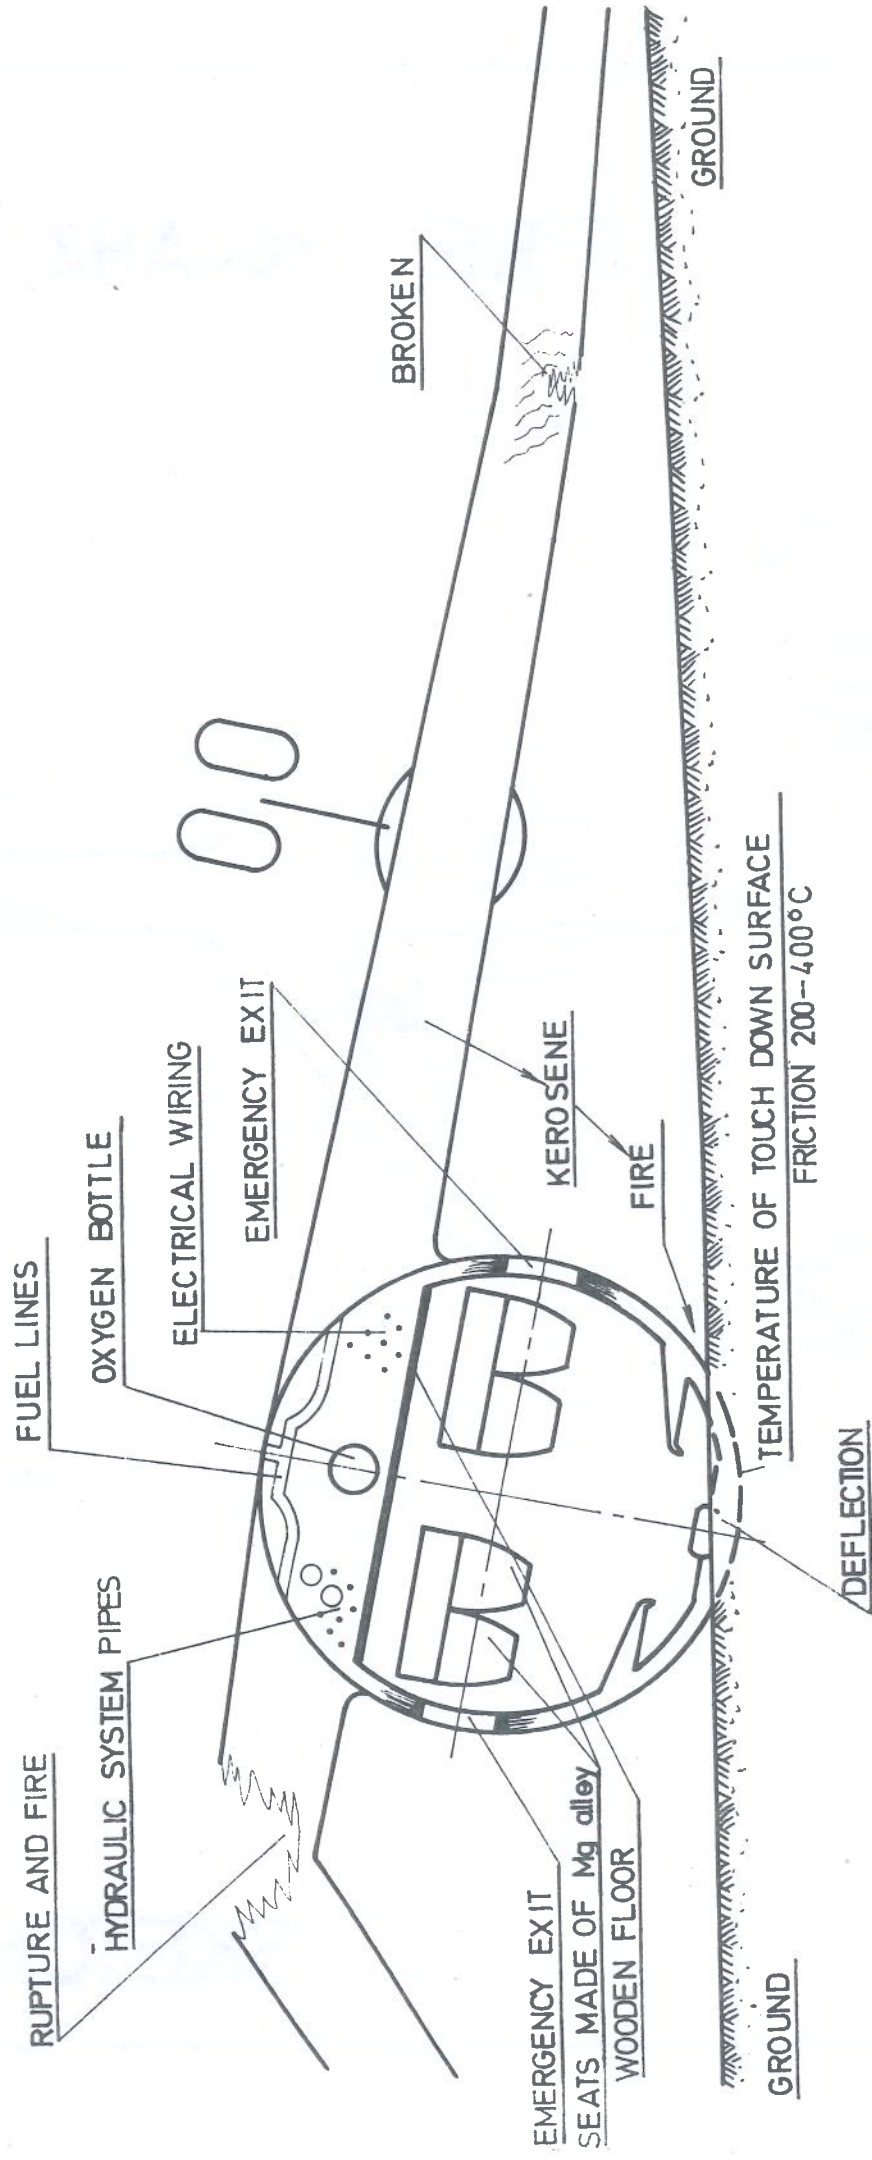 FUEL LINES
RUPTURE AND FIRE
OXYGEN BOTTLE
HYDRAULIC SYSTEM PIPES
ELECTRICAL WIRING
EMERGENCY EXIT
BROKEN
EMERGENCY EXIT
SEATS MADE OF Mg alley
WOODEN FLOOR
KEROSENE
FIRE
GROUND
GROUND
TEMPERATURE OF TOUCH DOWN SURFACE
FRICTION 200-400°C
DEFLECTION